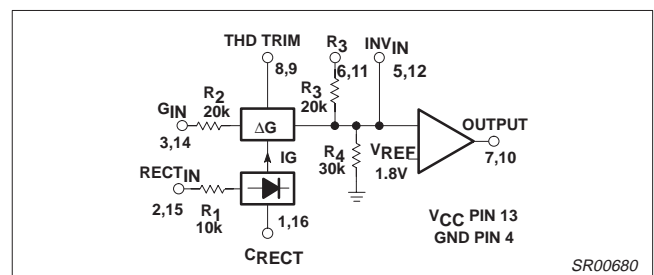 THD TRIM
8,9
R3
6,11
INVIN
5,12
R2
20k
GIN
3,14
ΔG
R3
20k
IG
R4
30k
VREF
1.8V
OUTPUT
7,10
RECTIN
2,15
R1
10k
1,16
CRECT
VCC PIN 13
GND PIN 4
SR00680